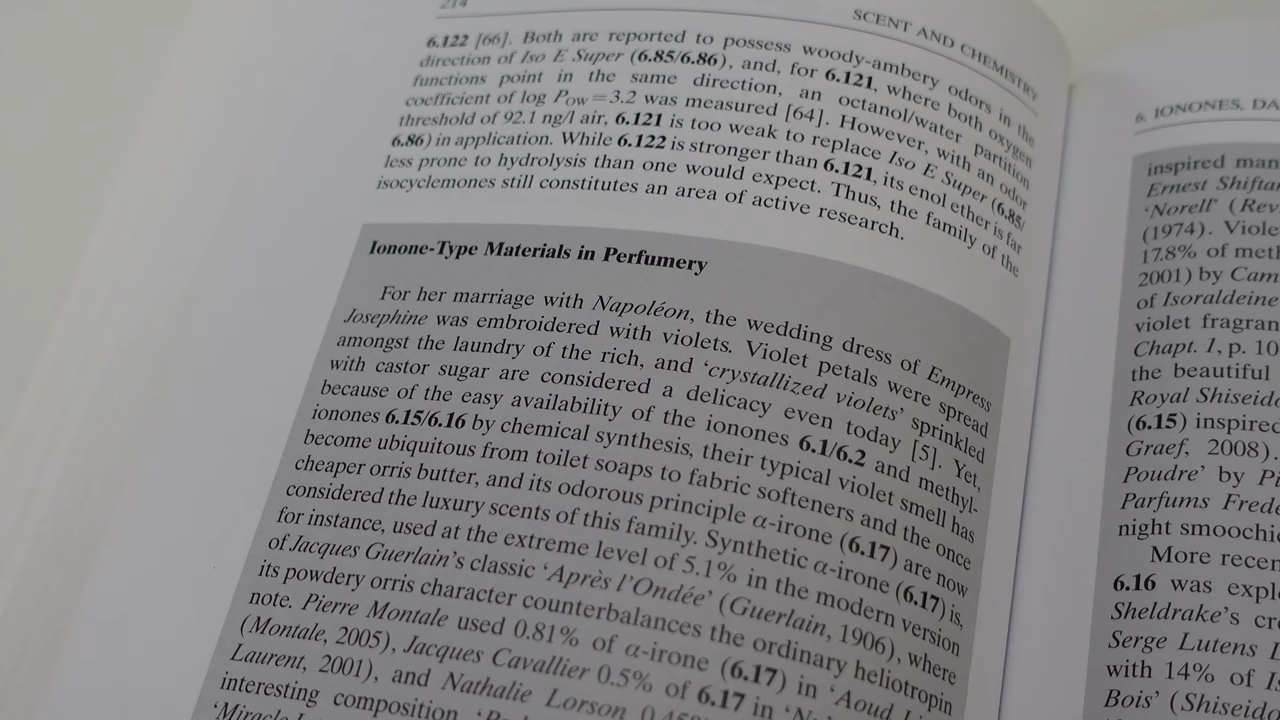 214
SCENT AND CHEMISTRY
6.122 [66]. Both are reported to possess woody-ambery odors in the
direction of Iso E Super (6.85/6.86), and, for 6.121, where both oxygen
functions point in the same direction, an octanol/water partition
coefficient of log POW = 3.2 was measured [64]. However, with an odor
threshold of 92.1 ng/l air, 6.121 is too weak to replace Iso E Super (6.85/
6.86) in application. While 6.122 is stronger than 6.121, its enol ether is far
less prone to hydrolysis than one would expect. Thus, the family of the
isocyclemones still constitutes an area of active research.
Ionone-Type Materials in Perfumery
For her marriage with Napoléon, the wedding dress of Empress
Josephine was embroidered with violets. Violet petals were spread
amongst the laundry of the rich, and ‘crystallized violets’ sprinkled
with castor sugar are considered a delicacy even today [5]. Yet,
because of the easy availability of the ionones 6.1/6.2 and methyl-
ionones 6.15/6.16 by chemical synthesis, their typical violet smell has
become ubiquitous from toilet soaps to fabric softeners and the once
cheaper orris butter, and its odorous principle α-irone (6.17) are now
considered the luxury scents of this family. Synthetic α-irone (6.17) is,
for instance, used at the extreme level of 5.1% in the modern version
of Jacques Guerlain’s classic ‘Après l’Ondée’ (Guerlain, 1906), where
its powdery orris character counterbalances the ordinary heliotropin
note. Pierre Montale used 0.81% of α-irone (6.17) in ‘Aoud
(Montale, 2005), Jacques Cavallier 0.5% of 6.17 in
Laurent, 2001), and Nathalie Lorson
interesting composition
‘Miracle
6. IONONES, DA
inspired man
Ernest Shifta
‘Norell’ (Rev
(1974). Viole
17.8% of meth
2001) by Cam
of Isoraldeine
violet fragran
Chapt. 1, p. 10
the beautiful
Royal Shiseido
(6.15) inspired
Graef, 2008).
Poudre’ by Pi
Parfums Frede
night smoochi
More recen
6.16 was expl
Sheldrake’s cr
Serge Lutens
with 14% of
Bois’ (Shiseido